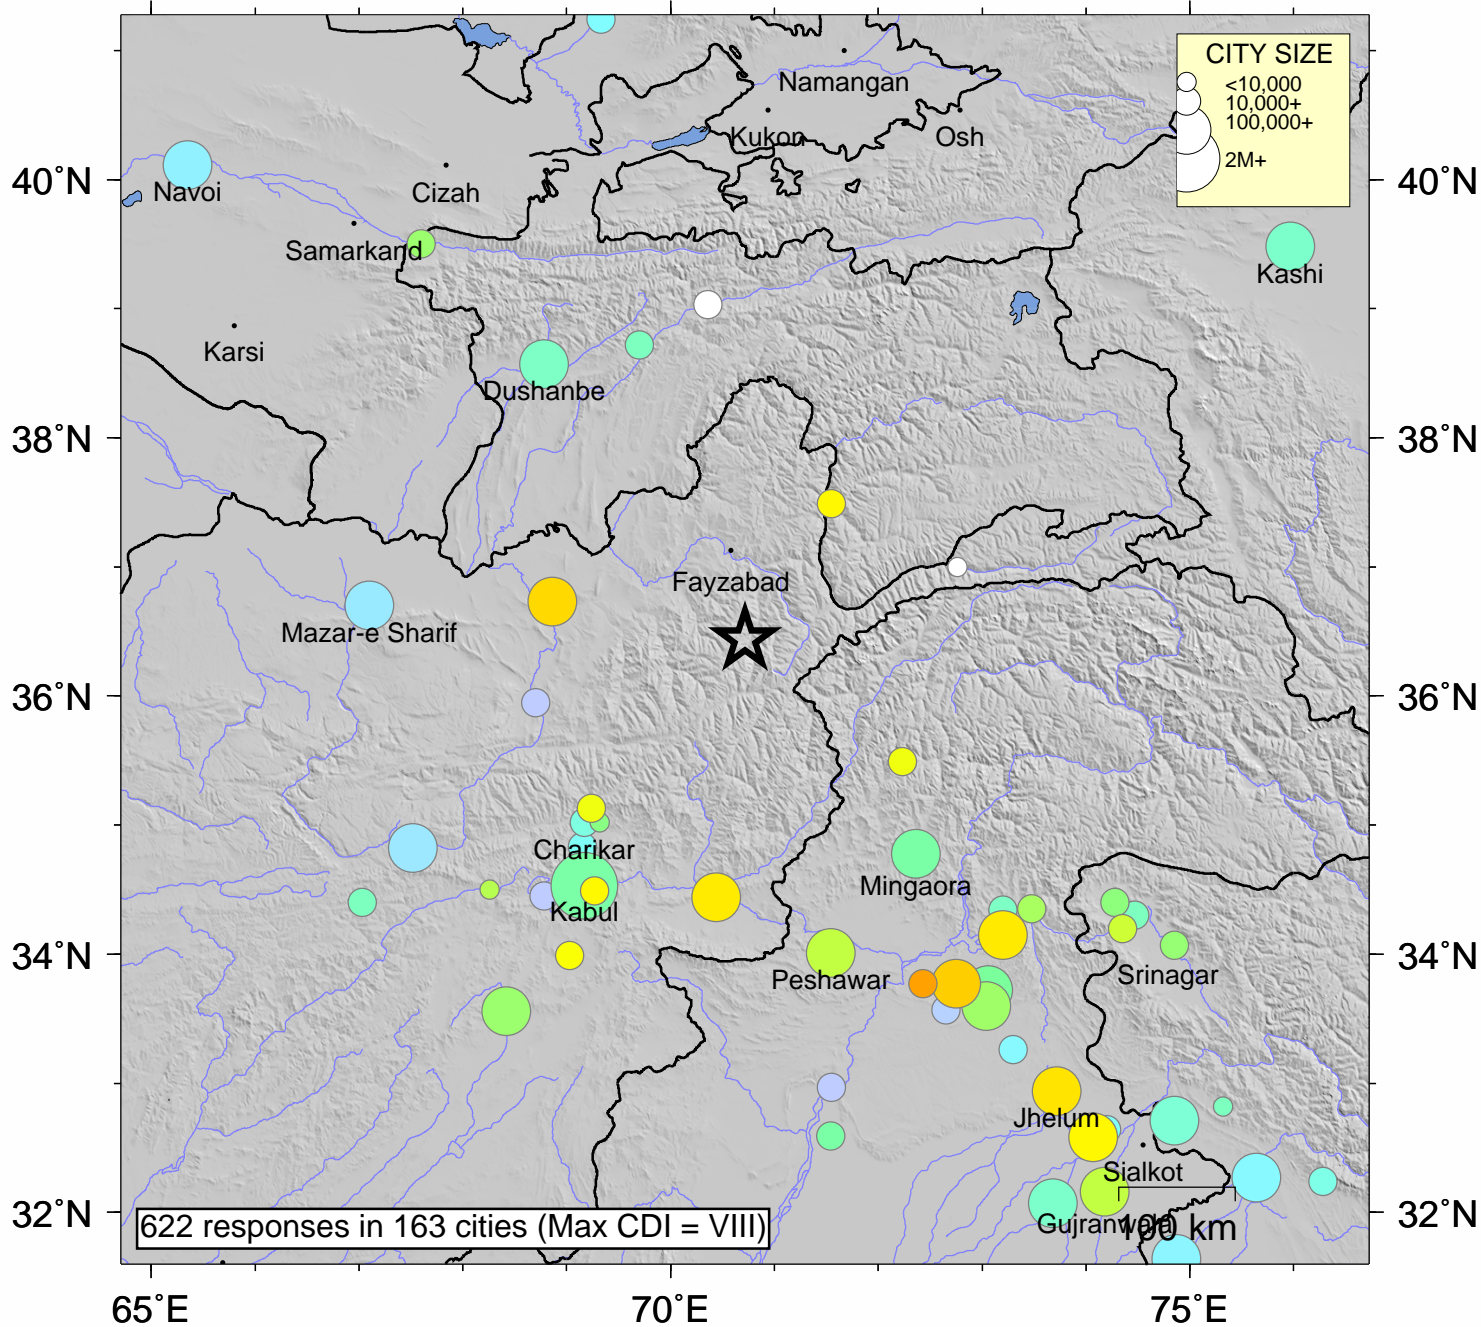 CITY SIZE
<10,000
10,000+
100,000+
2M+
Namangan
Kukon
Osh
40°N
40°N
Navoi
Cizah
Samarkand
Kashi
Karsi
Dushanbe
38°N
38°N
Fayzabad
Mazar-e Sharif
36°N
36°N
Charikar
Mingaora
Kabul
34°N
34°N
Peshawar
Srinagar
Jhelum
Sialkot
32°N
32°N
Gujranwala
100 km
622 responses in 163 cities (Max CDI = VIII)
65°E
70°E
75°E